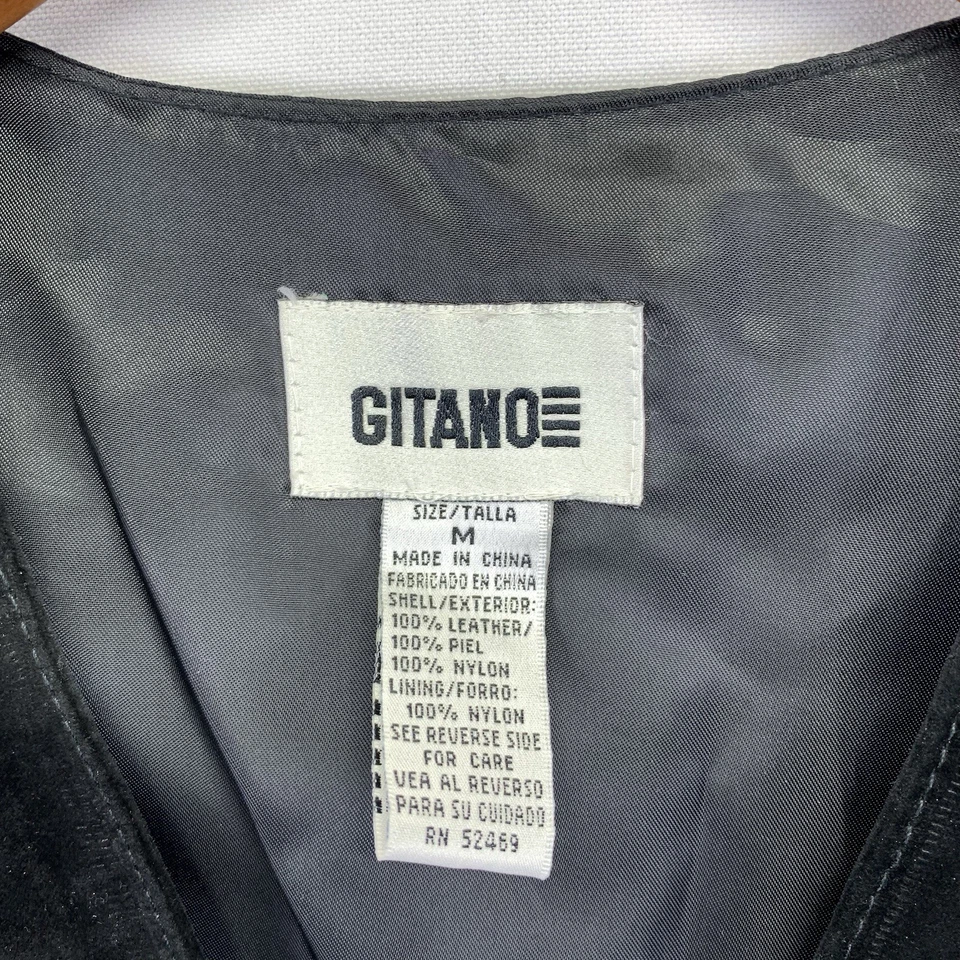 GITANO
SIZE/TALLA
M
MADE IN CHINA
FABRICADO EN CHINA
SHELL/EXTERIOR:
100% LEATHER/
100% PIEL
100% NYLON
LINING/FORRO:
100% NYLON
SEE REVERSE SIDE
FOR CARE
VEA AL REVERSO
PARA SU CUIDADO
RN 52469